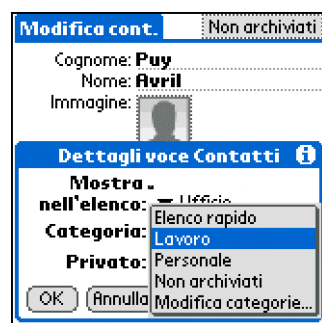 Modifica cont. Non archiviati
Cognome: Puy
Nome: Avril
Immagine:
Dettagli voce Contatti
Mostra
nell'elenco: Ufficio
Categoria:
Privato:
Elenco rapido
Lavoro
Personale
Non archiviati
Modifica categorie...
OK Annulla